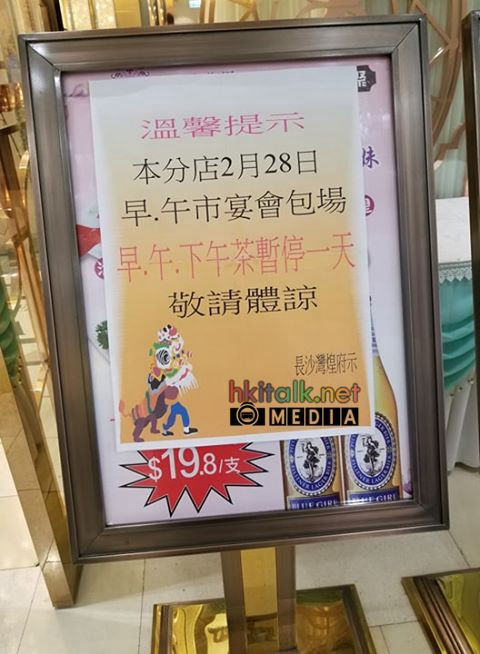 溫馨提示
本分店2月28日
早.午市宴會包場
早.午.下午茶暫停一天
敬請體諒
長沙灣煌府示
hkitalk.net
MEDIA
$19.8/支
BLUE GIRL
BLUE GIRL